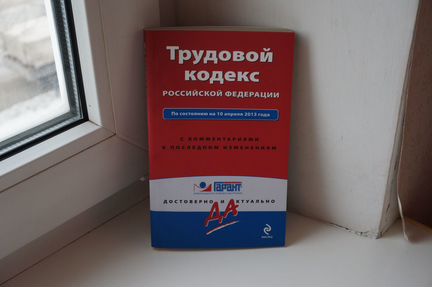 Трудовой
кодекс
РОССИЙСКОЙ ФЕДЕРАЦИИ
По состоянию на 10 апреля 2013 года
С КОММЕНТАРИЯМИ
К ПОСЛЕДНИМ ИЗМЕНЕНИЯМ
ГАРАНТ
ДОСТОВЕРНО И АКТУАЛЬНО
ДА